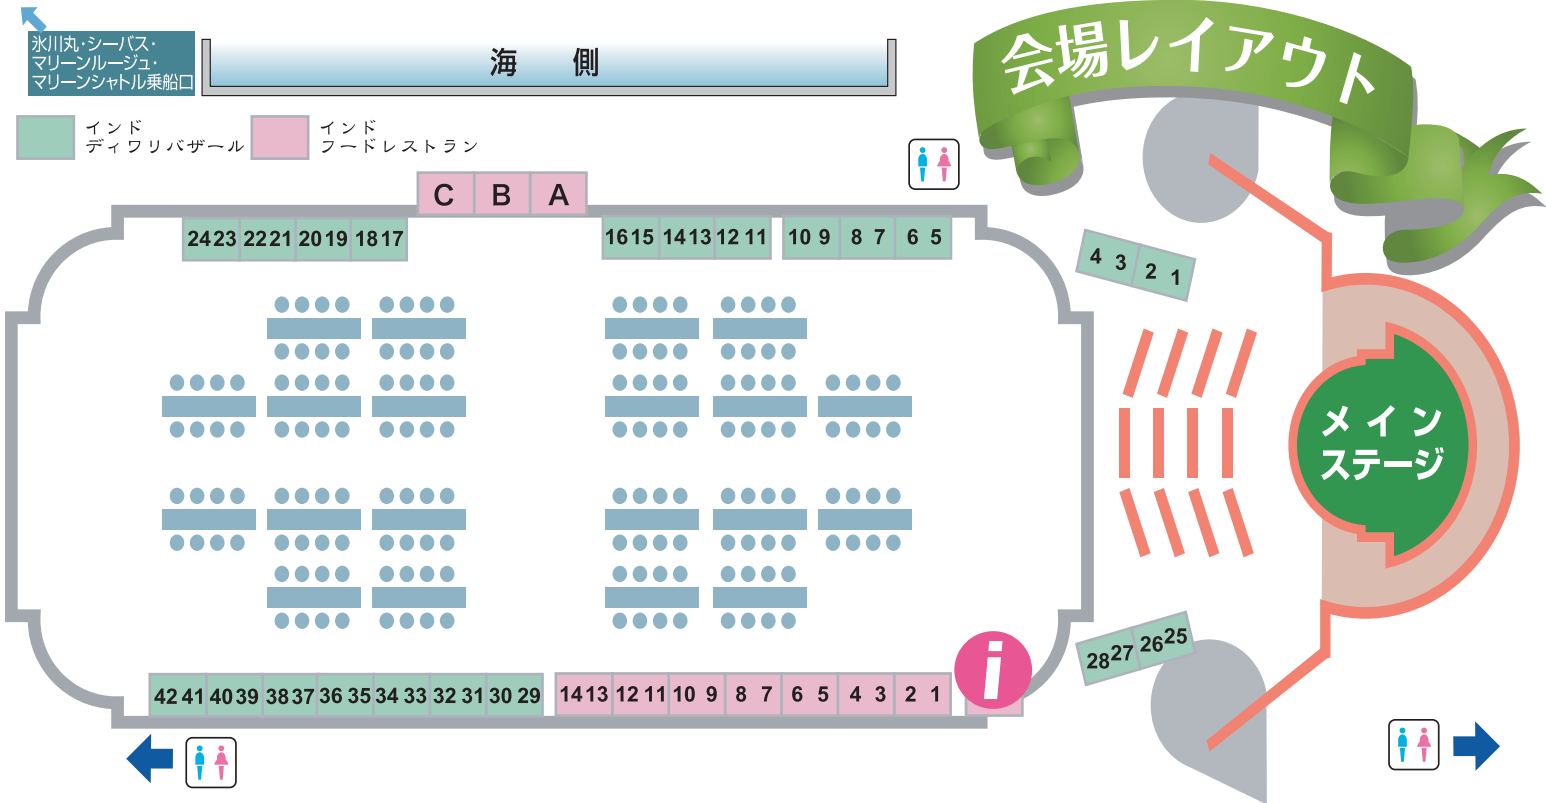 氷川丸・シーバス・
マリーンルージュ・
マリーンシャトル乗船口
海 側
会場レイアウト
インド
ディワリバザール
インド
フードレストラン
C B A
24 23 22 21 20 19 18 17
16 15 14 13 12 11 10 9 8 7 6 5
4 3 2 1
メイン
ステージ
28 27 26 25
i
42 41 40 39 38 37 36 35 34 33 32 31 30 29
14 13 12 11 10 9 8 7 6 5 4 3 2 1